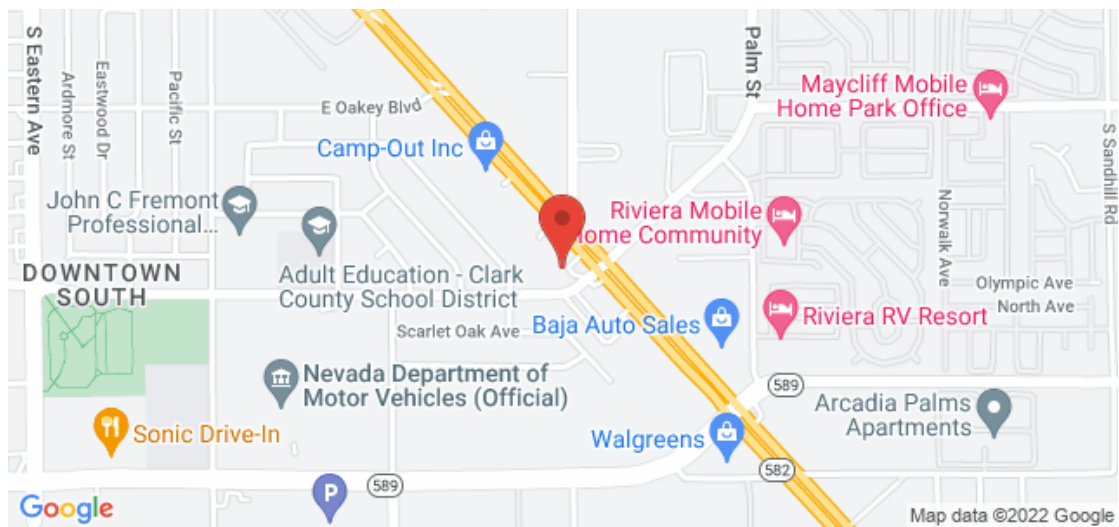 S Eastern Ave
Ardmore St
Eastwood Dr
Pacific St
E Oakey Blvd
Camp-Out Inc
Palm St
Maycliff Mobile
Home Park Office
S Sandhill Rd
John C Fremont
Professional...
Adult Education - Clark
County School District
Riviera Mobile
Home Community
Norwalk Ave
DOWNTOWN
SOUTH
Olympic Ave
North Ave
Scarlet Oak Ave
Baja Auto Sales
Riviera RV Resort
Nevada Department of
Motor Vehicles (Official)
589
Arcadia Palms
Apartments
Sonic Drive-In
Walgreens
582
589
P
Google
Map data ©2022 Google